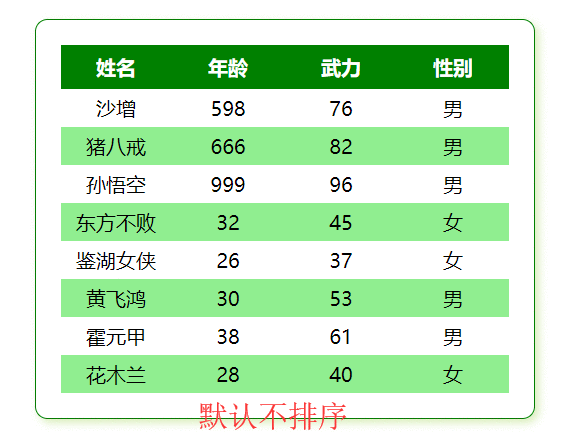 姓名 年龄 武力 性别
沙增 598 76 男
猪八戒 666 82 男
孙悟空 999 96 男
东方不败 32 45 女
鉴湖女侠 26 37 女
黄飞鸿 30 53 男
霍元甲 38 61 男
花木兰 28 40 女
默认不排序